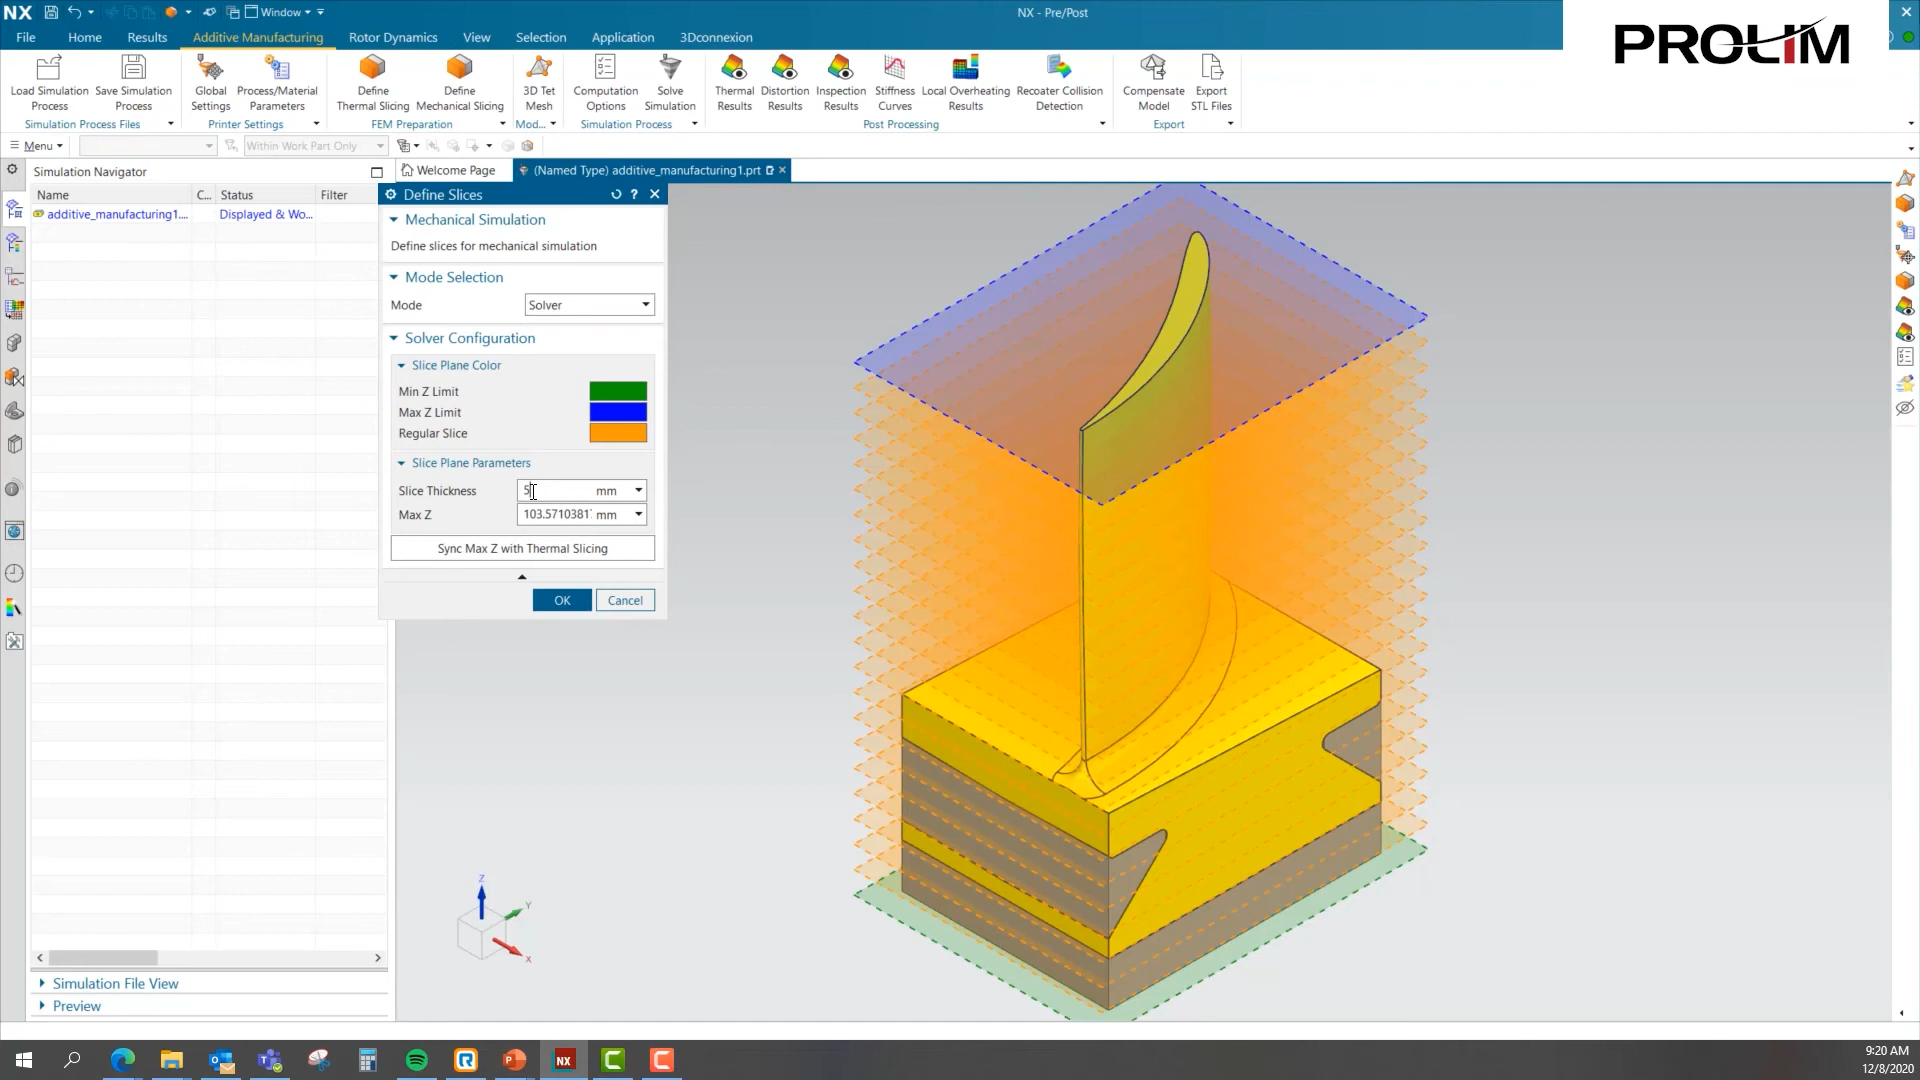 NX
Window
NX - Pre/Post
PROLIM
File
Home
Results
Additive Manufacturing
Rotor Dynamics
View
Selection
Application
3Dconnexion
Load Simulation Process
Save Simulation Process
Global Settings
Process/Material Parameters
Define Thermal Slicing
Define Mechanical Slicing
3D Tet Mesh
Computation Options
Solve Simulation
Thermal Results
Distortion Results
Inspection Results
Stiffness Curves
Local Overheating Results
Recoater Collision Detection
Compensate Model
Export STL Files
Simulation Process Files
Printer Settings
FEM Preparation
Mod...
Simulation Process
Post Processing
Export
Menu
Within Work Part Only
Simulation Navigator
Welcome Page
(Named Type) additive_manufacturing1.prt
Name
C...
Status
Filter
additive_manufacturing1....
Displayed & Wo...
Define Slices
?
Mechanical Simulation
Define slices for mechanical simulation
Mode Selection
Mode
Solver
Solver Configuration
Slice Plane Color
Min Z Limit
Max Z Limit
Regular Slice
Slice Plane Parameters
Slice Thickness
5
mm
Max Z
103.57103817
mm
Sync Max Z with Thermal Slicing
OK
Cancel
Z
Y
X
Simulation File View
Preview
NX
9:20 AM
12/8/2020